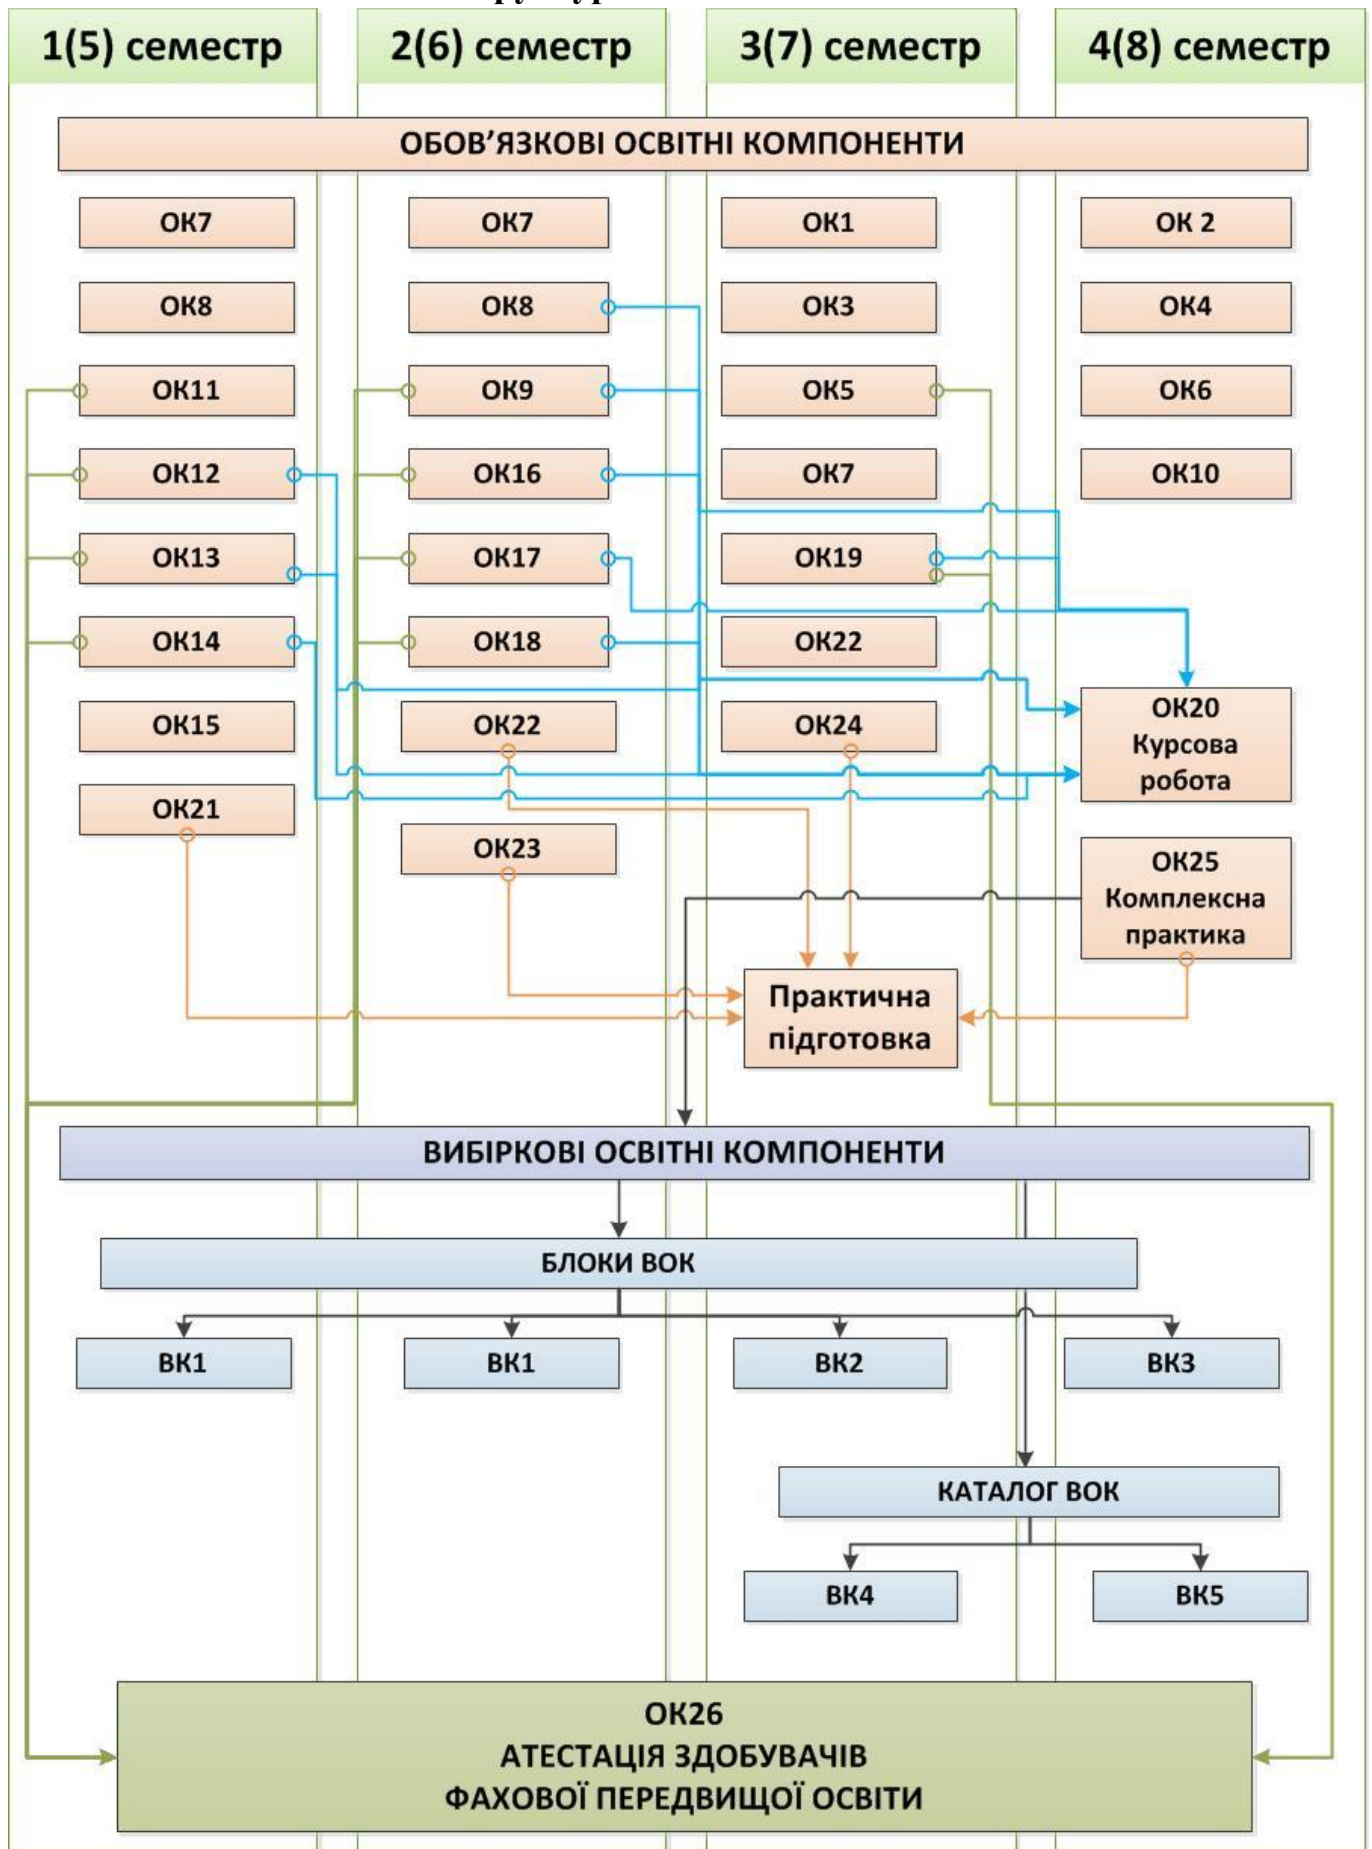 1(5) семестр
2(6) семестр
3(7) семестр
4(8) семестр
ОБОВ’ЯЗКОВІ ОСВІТНІ КОМПОНЕНТИ
ОК7
ОК7
ОК1
ОК 2
ОК8
ОК8
ОК3
ОК4
ОК11
ОК9
ОК5
ОК6
ОК12
ОК16
ОК7
ОК10
ОК13
ОК17
ОК19
ОК14
ОК18
ОК22
ОК15
ОК22
ОК24
ОК20
Курсова
робота
ОК21
ОК23
ОК25
Комплексна
практика
Практична
підготовка
ВИБІРКОВІ ОСВІТНІ КОМПОНЕНТИ
БЛОКИ ВОК
ВК1
ВК1
ВК2
ВК3
КАТАЛОГ ВОК
ВК4
ВК5
ОК26
АТЕСТАЦІЯ ЗДОБУВАЧІВ
ФАХОВОЇ ПЕРЕДВИЩОЇ ОСВІТИ